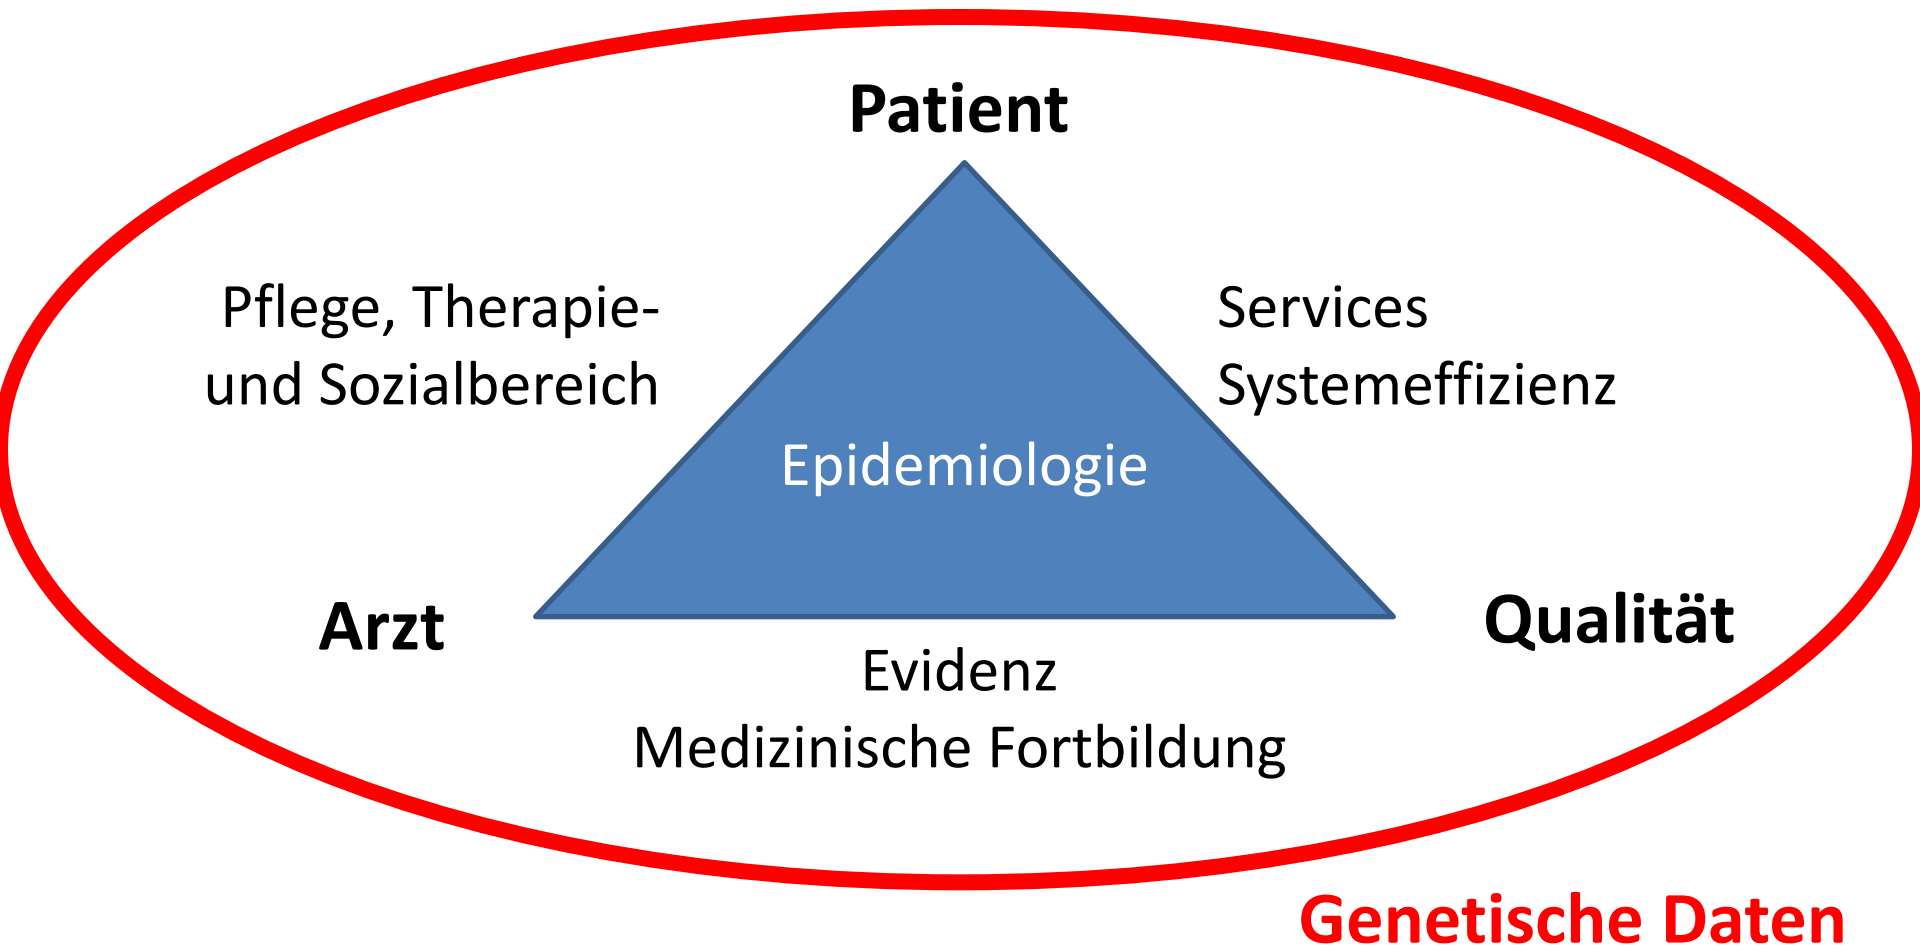 Patient
Pflege, Therapie-
und Sozialbereich
Services
Systemeffizienz
Epidemiologie
Arzt
Qualität
Evidenz
Medizinische Fortbildung
Genetische Daten